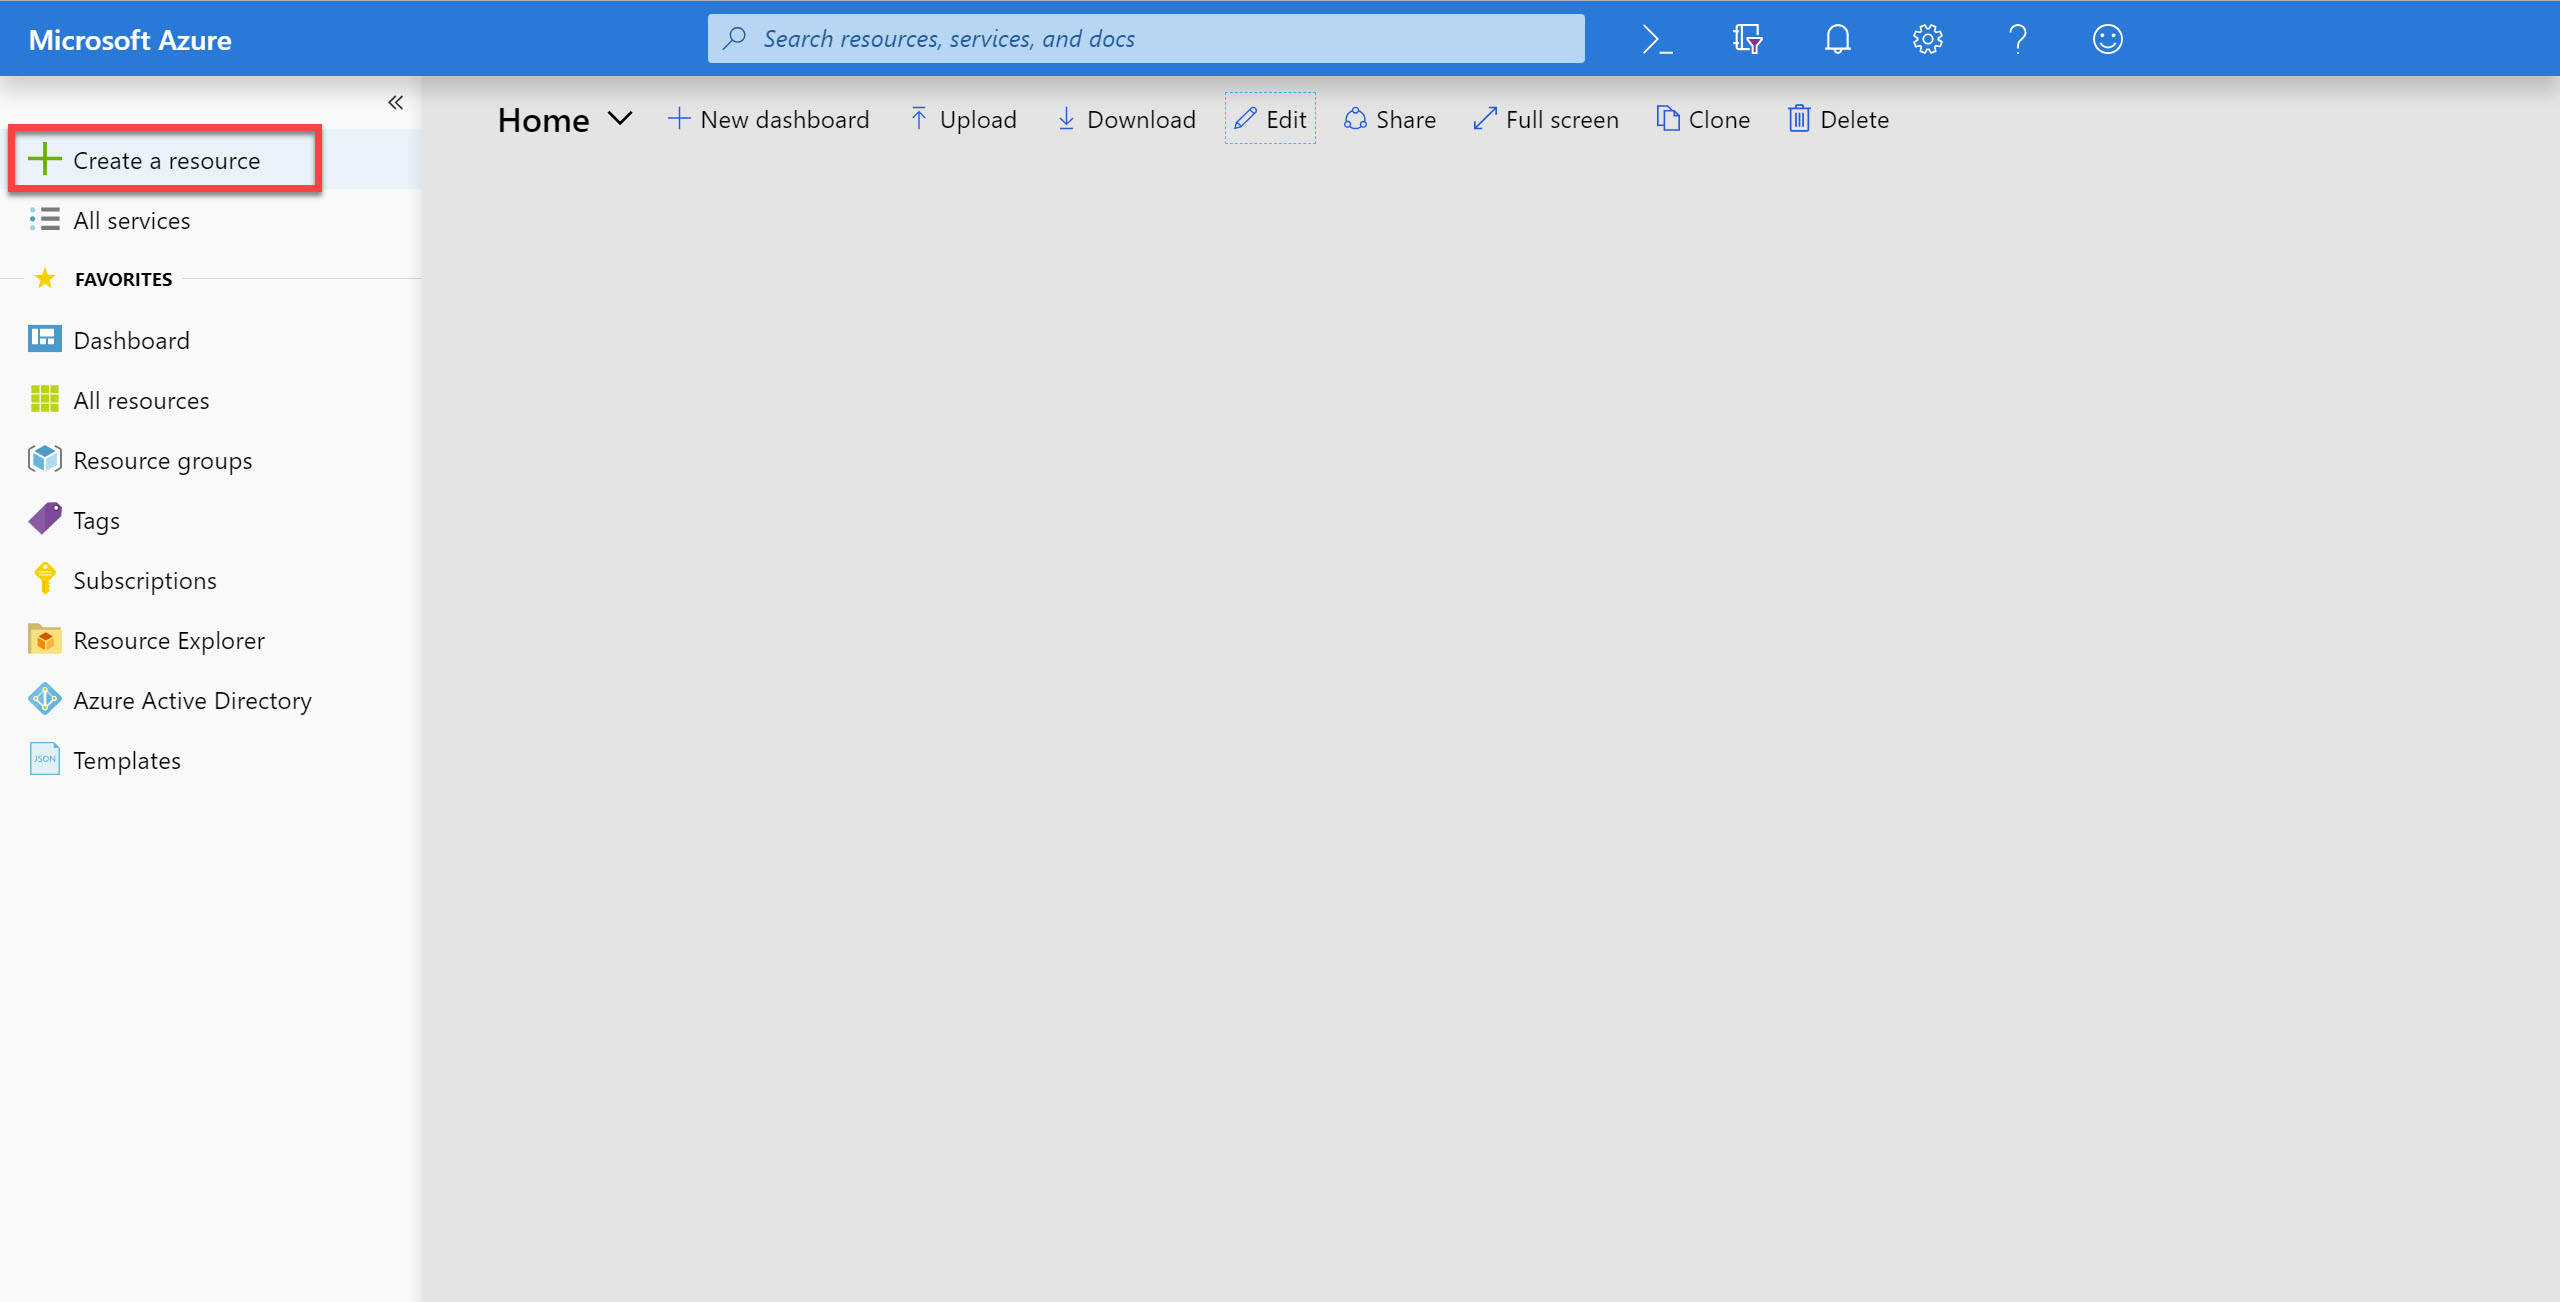 Microsoft Azure
Search resources, services, and docs
Create a resource
All services
FAVORITES
Dashboard
All resources
Resource groups
Tags
Subscriptions
Resource Explorer
Azure Active Directory
JSON
Templates
Home
New dashboard
Upload
Download
Edit
Share
Full screen
Clone
Delete